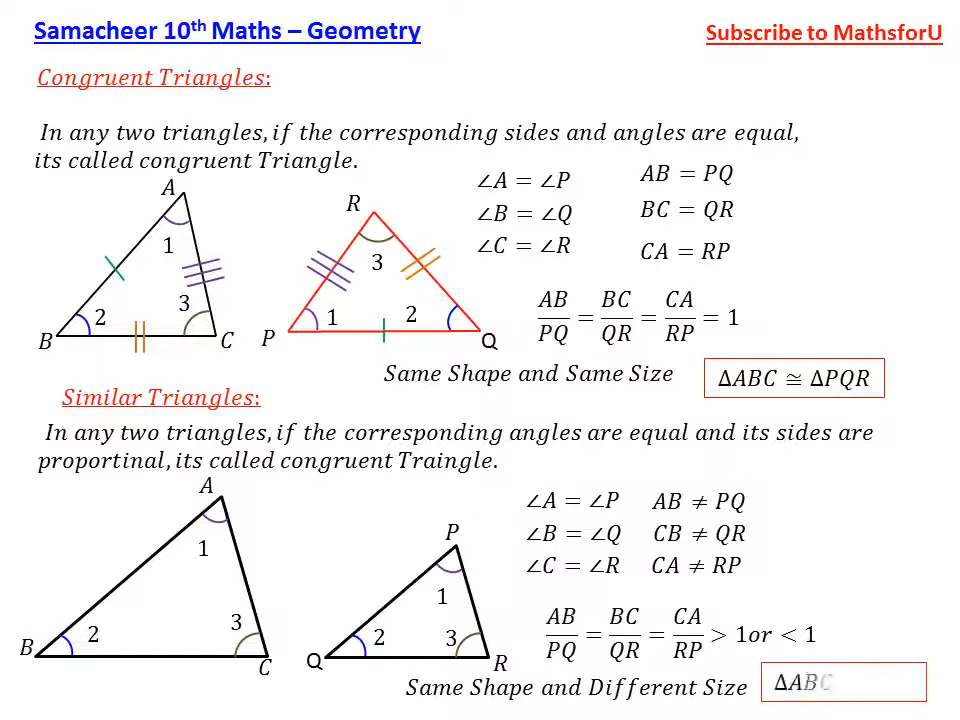 Samacheer 10th Maths – Geometry
Subscribe to MathsforU
Congruent Triangles:
In any two triangles, if the corresponding sides and angles are equal,
its called congruent Triangle.
A
1
2
3
B
C
R
3
1
2
P
Q
∠A = ∠P
∠B = ∠Q
∠C = ∠R
AB = PQ
BC = QR
CA = RP
AB/PQ = BC/QR = CA/RP = 1
Same Shape and Same Size
ΔABC ≅ ΔPQR
Similar Triangles:
In any two triangles, if the corresponding angles are equal and its sides are
proportinal, its called congruent Traingle.
A
1
2
3
B
C
P
1
2
3
Q
R
∠A = ∠P
∠B = ∠Q
∠C = ∠R
AB ≠ PQ
CB ≠ QR
CA ≠ RP
AB/PQ = BC/QR = CA/RP > 1or < 1
Same Shape and Different Size
ΔABC